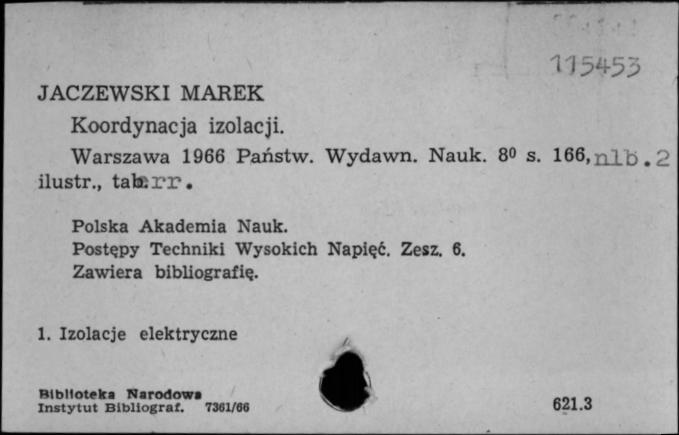 115453
JACZEWSKI MAREK
Koordynacja izolacji.
Warszawa 1966 Państw. Wydawn. Nauk. 8⁰ s. 166, nlb. 2
ilustr., tab. rr.
Polska Akademia Nauk.
Postępy Techniki Wysokich Napięć. Zesz. 6.
Zawiera bibliografię.
1. Izolacje elektryczne
Biblioteka Narodowa
Instytut Bibliograf. 7361/66
621.3